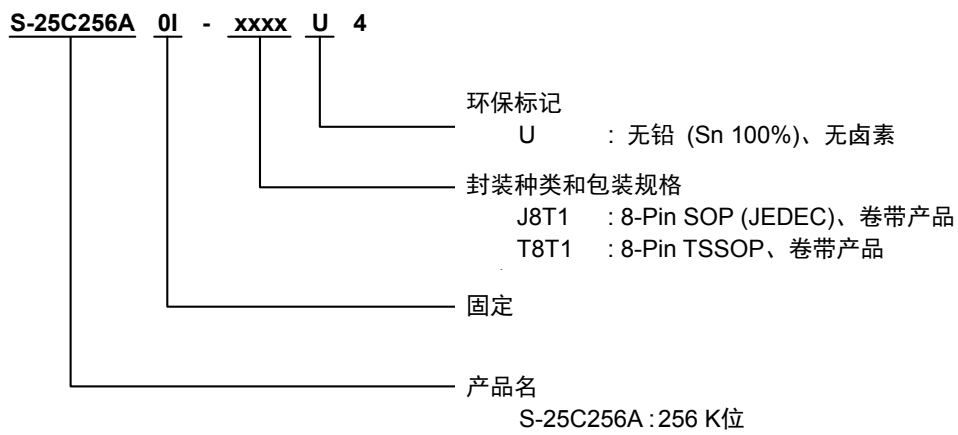 S-25C256A 0I - xxxx U 4
环保标记
U : 无铅 (Sn 100%)、无卤素
封装种类和包装规格
J8T1 : 8-Pin SOP (JEDEC)、卷带产品
T8T1 : 8-Pin TSSOP、卷带产品
固定
产品名
S-25C256A : 256 K位